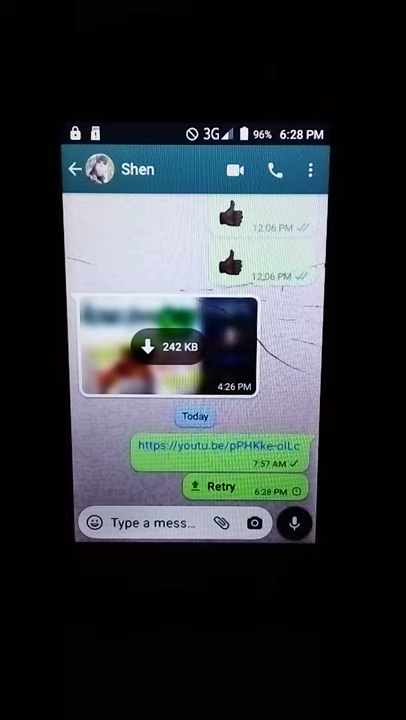 3G 96% 6:28 PM
Shen
12:06 PM
12:06 PM
242 KB
4:26 PM
Today
https://youtu.be/pPHKke-olLc
7:57 AM
Retry
6:28 PM
Type a mess...